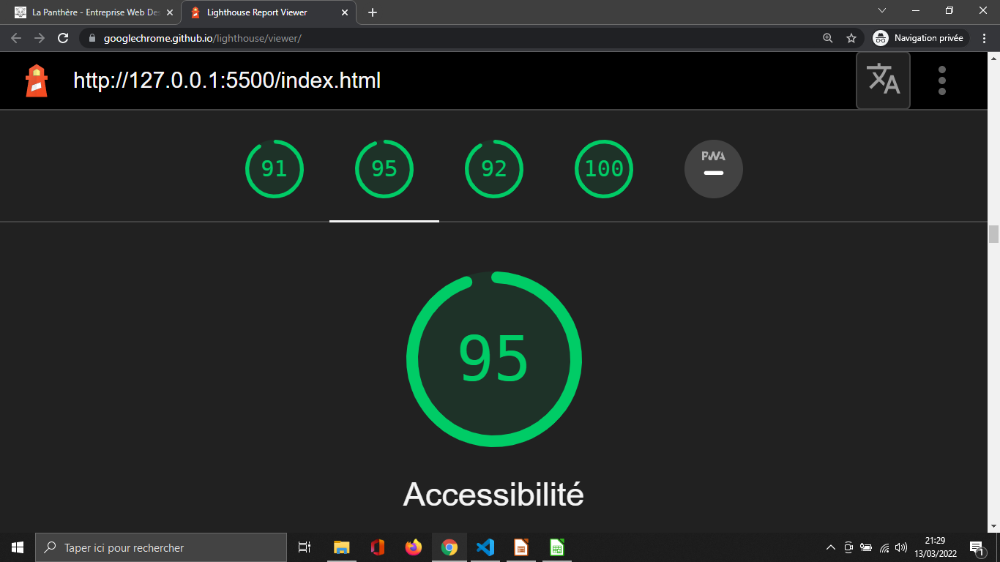 La Panthère - Entreprise Web De
Lighthouse Report Viewer
googlechrome.github.io/lighthouse/viewer/
Navigation privée
http://127.0.0.1:5500/index.html
91
95
92
100
PWA
95
Accessibilité
Taper ici pour rechercher
21:29
13/03/2022
1